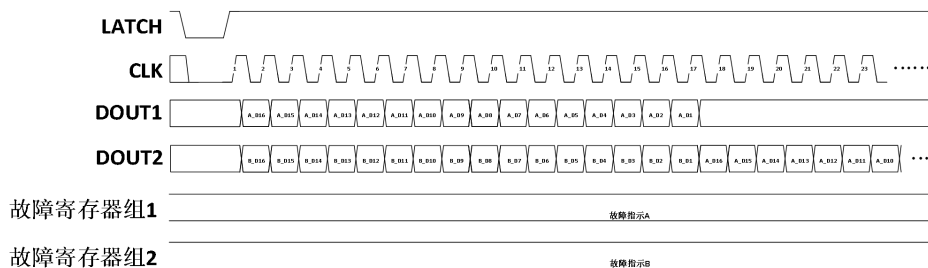 LATCH
CLK 1 2 3 4 5 6 7 8 9 10 11 12 13 14 15 16 17 18 19 20 21 22 23 ······
DOUT1 A_D16 A_D15 A_D14 A_D13 A_D12 A_D11 A_D10 A_D9 A_D8 A_D7 A_D6 A_D5 A_D4 A_D3 A_D2 A_D1
DOUT2 B_D16 B_D15 B_D14 B_D13 B_D12 B_D11 B_D10 B_D9 B_D8 B_D7 B_D6 B_D5 B_D4 B_D3 B_D2 B_D1 A_D16 A_D15 A_D14 A_D13 A_D12 A_D11 A_D10 ···
故障寄存器组1 故障指示A
故障寄存器组2 故障指示B